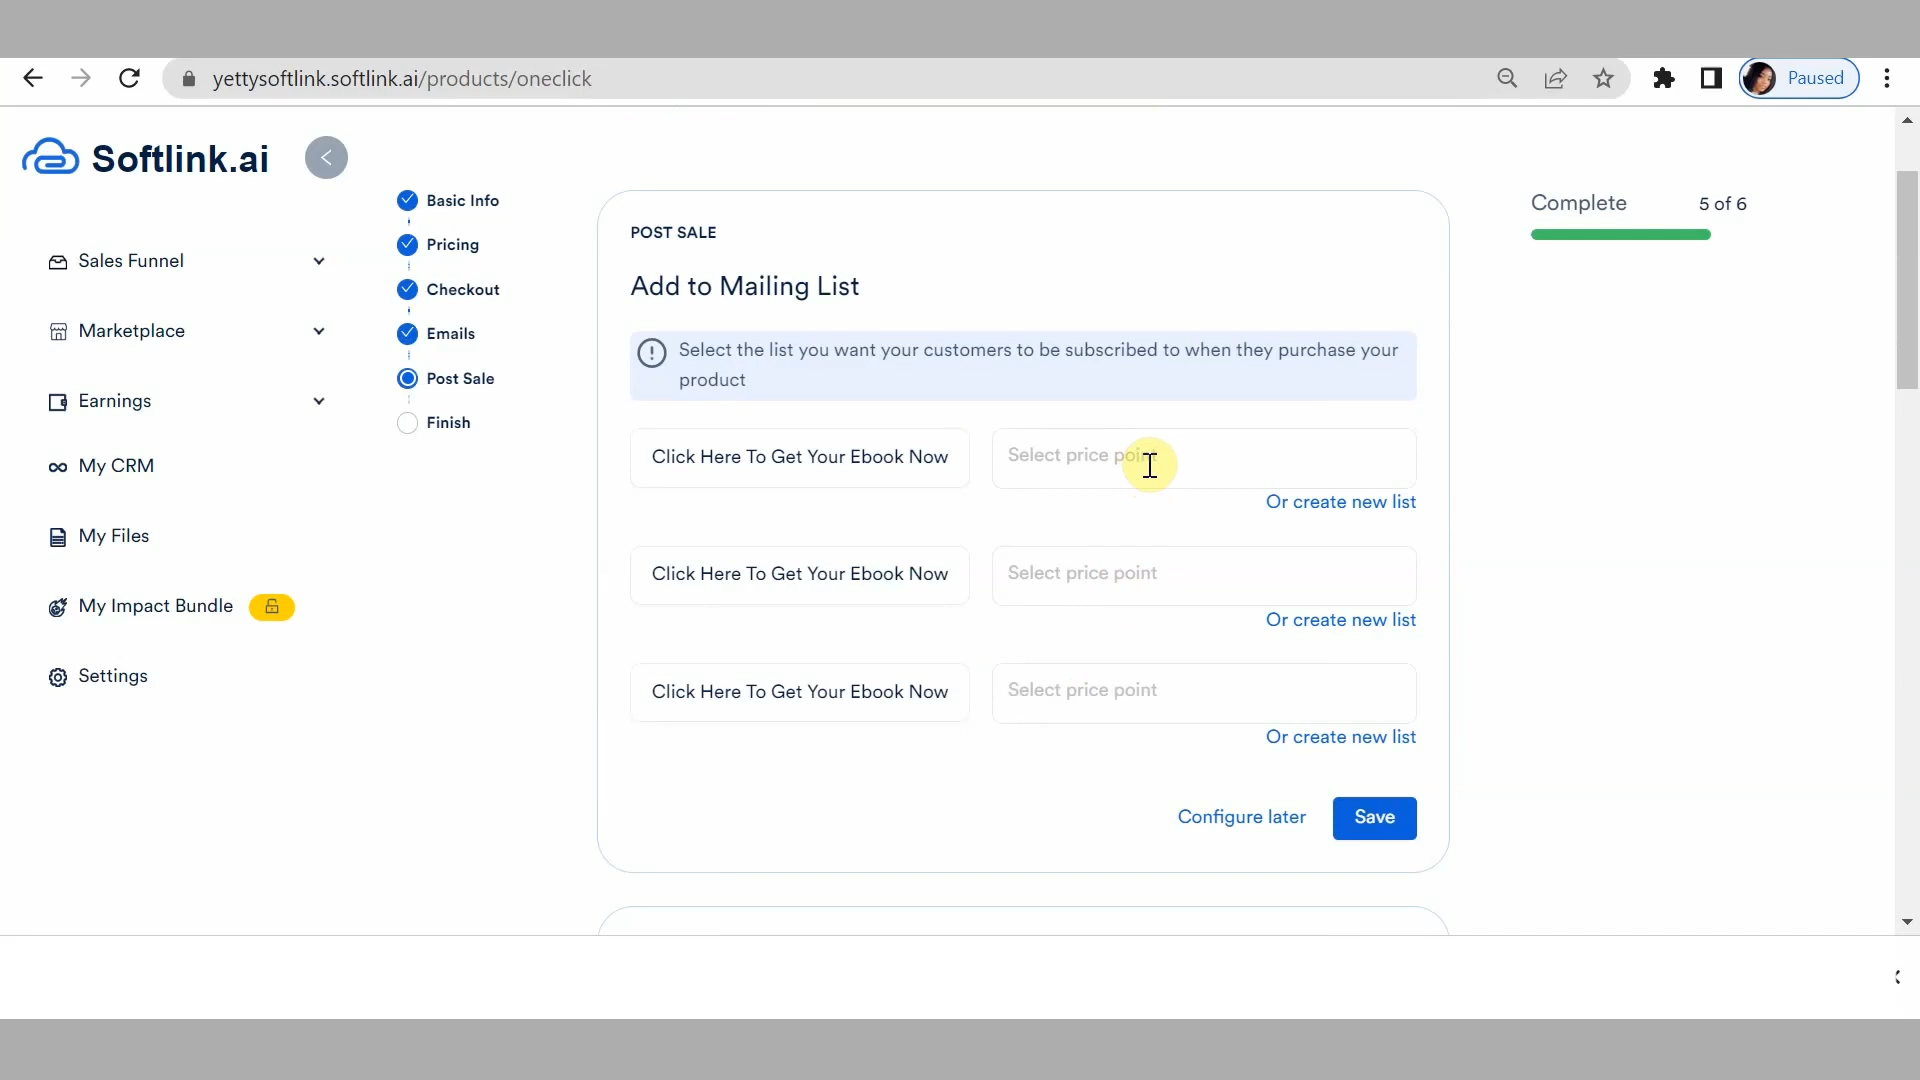 yettysoftlink.softlink.ai/products/oneclick
Paused
Softlink.ai
Sales Funnel
Marketplace
Earnings
My CRM
My Files
My Impact Bundle
Settings
Basic Info
Pricing
Checkout
Emails
Post Sale
Finish
POST SALE
Add to Mailing List
Select the list you want your customers to be subscribed to when they purchase your
product
Click Here To Get Your Ebook Now
Select price point
Or create new list
Click Here To Get Your Ebook Now
Select price point
Or create new list
Click Here To Get Your Ebook Now
Select price point
Or create new list
Configure later
Save
Complete
5 of 6